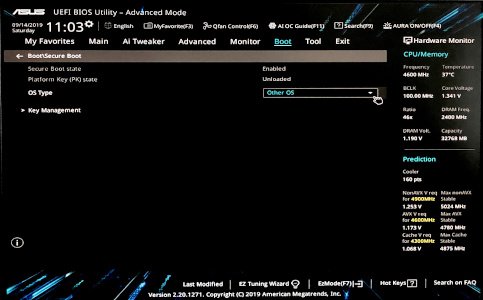 ASUS UEFI BIOS Utility – Advanced Mode
09/14/2019 Saturday 11:03 English MyFavorite(F3) Qfan Control(F6) AI OC Guide(F11) Search(F9) AURA ON/OFF(F4)
My Favorites Main Ai Tweaker Advanced Monitor Boot Tool Exit
Hardware Monitor
Boot\Secure Boot
Secure Boot state Enabled
Platform Key (PK) state Unloaded
OS Type Other OS
Key Management
CPU/Memory
Frequency Temperature
4600 MHz 37°C
BCLK Core Voltage
100.00 MHz 1.341 V
Ratio DRAM Freq.
46x 2400 MHz
DRAM Volt. Capacity
1.190 V 32768 MB
Prediction
Cooler
160 pts
NonAVX V req Max nonAVX
for 4900MHz Stable
1.253 V 5024 MHz
AVX V req Max AVX
for 4600MHz Stable
1.173 V 4780 MHz
Cache V req Max Cache
for 4300MHz Stable
1.068 V 4875 MHz
Last Modified EZ Tuning Wizard EzMode(F7) Hot Keys ? Search on FAQ
Version 2.20.1271. Copyright (C) 2019 American Megatrends, Inc.